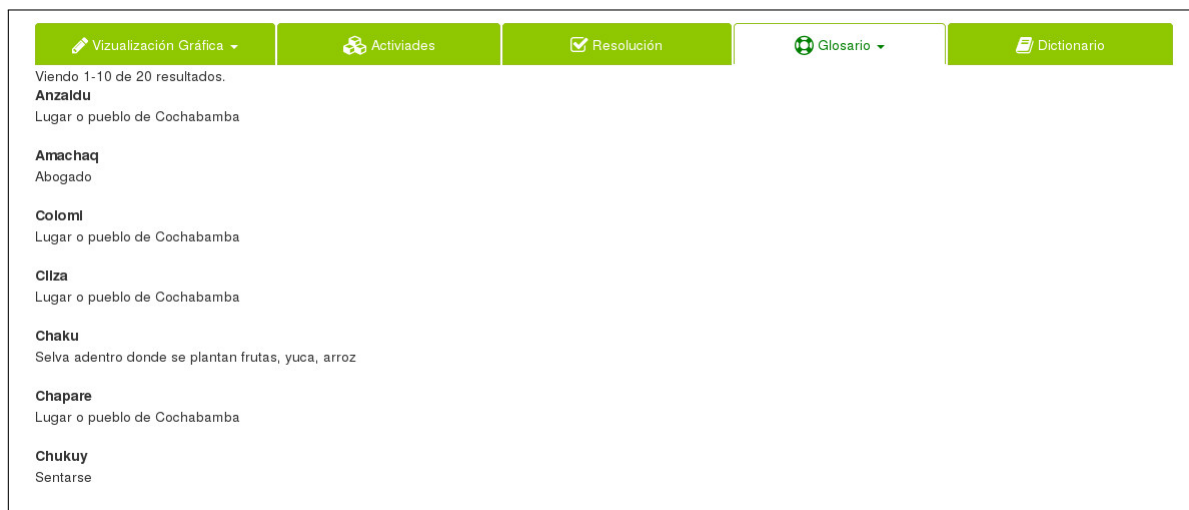 Vizualización Gráfica
Activiades
Resolución
Glosario
Dictionario
Viendo 1-10 de 20 resultados.
Anzaldu
Lugar o pueblo de Cochabamba
Amachaq
Abogado
Colomi
Lugar o pueblo de Cochabamba
Cliza
Lugar o pueblo de Cochabamba
Chaku
Selva adentro donde se plantan frutas, yuca, arroz
Chapare
Lugar o pueblo de Cochabamba
Chukuy
Sentarse